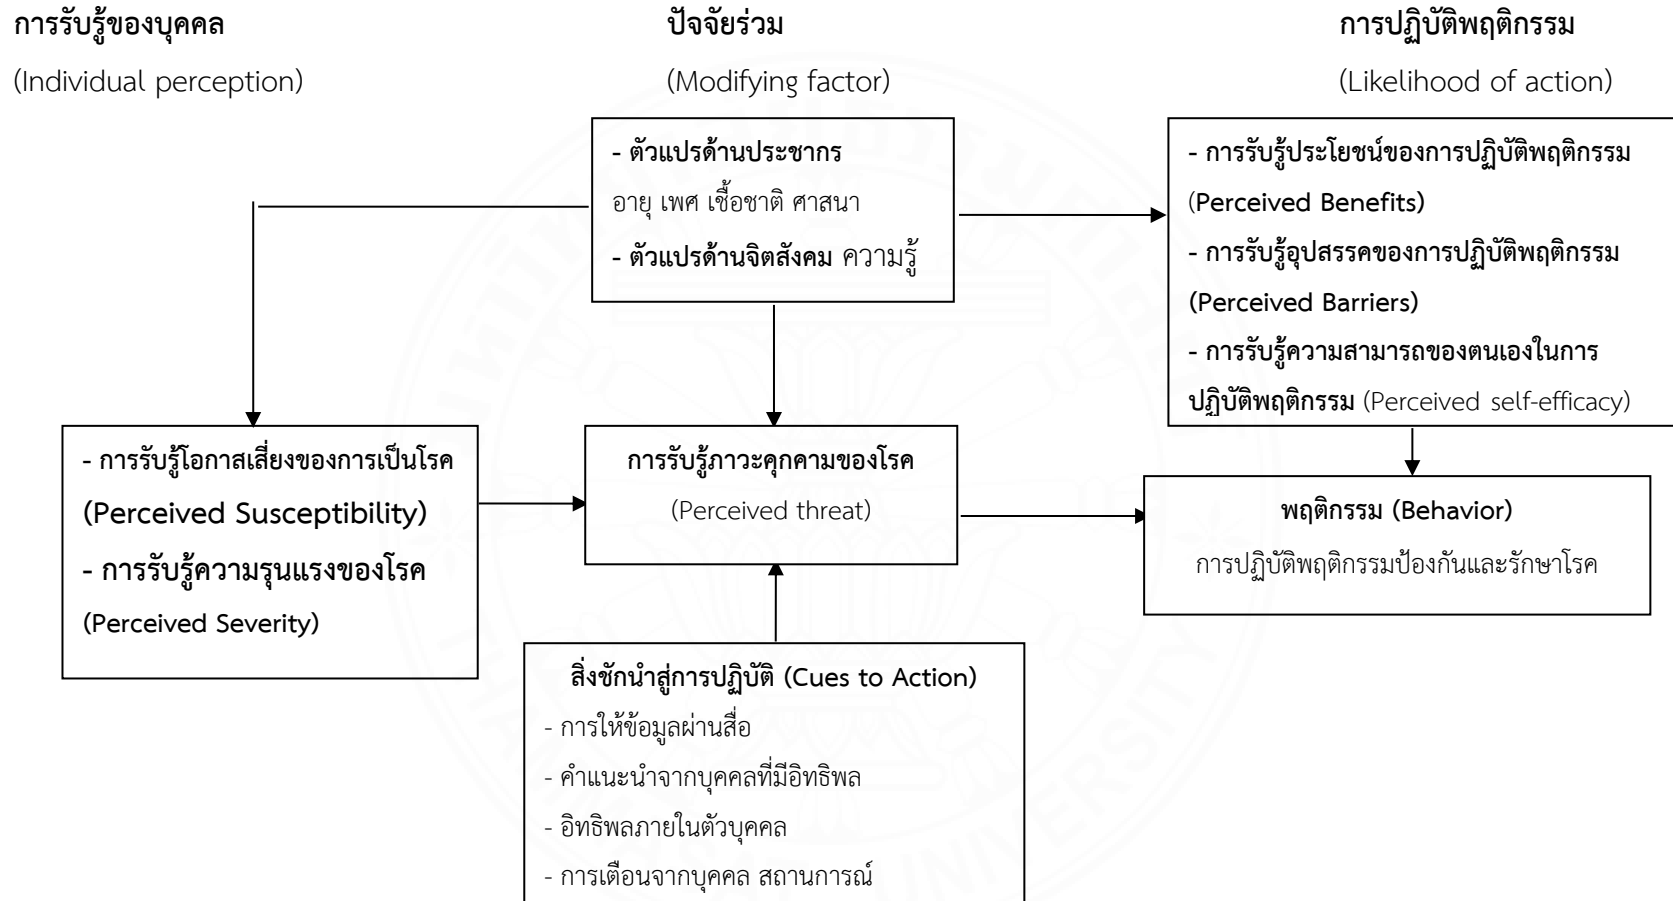 การรับรู้ของบุคคล
(Individual perception)
ปัจจัยร่วม
(Modifying factor)
การปฏิบัติพฤติกรรม
(Likelihood of action)
- ตัวแปรด้านประชากร
อายุ เพศ เชื้อชาติ ศาสนา
- ตัวแปรด้านจิตสังคม ความรู้
- การรับรู้ประโยชน์ของการปฏิบัติพฤติกรรม
(Perceived Benefits)
- การรับรู้อุปสรรคของการปฏิบัติพฤติกรรม
(Perceived Barriers)
- การรับรู้ความสามารถของตนเองในการ
ปฏิบัติพฤติกรรม (Perceived self-efficacy)
- การรับรู้โอกาสเสี่ยงของการเป็นโรค
(Perceived Susceptibility)
- การรับรู้ความรุนแรงของโรค
(Perceived Severity)
การรับรู้ภาวะคุกคามของโรค
(Perceived threat)
พฤติกรรม (Behavior)
การปฏิบัติพฤติกรรมป้องกันและรักษาโรค
สิ่งชักนำสู่การปฏิบัติ (Cues to Action)
- การให้ข้อมูลผ่านสื่อ
- คำแนะนำจากบุคคลที่มีอิทธิพล
- อิทธิพลภายในตัวบุคคล
- การเตือนจากบุคคล สถานการณ์